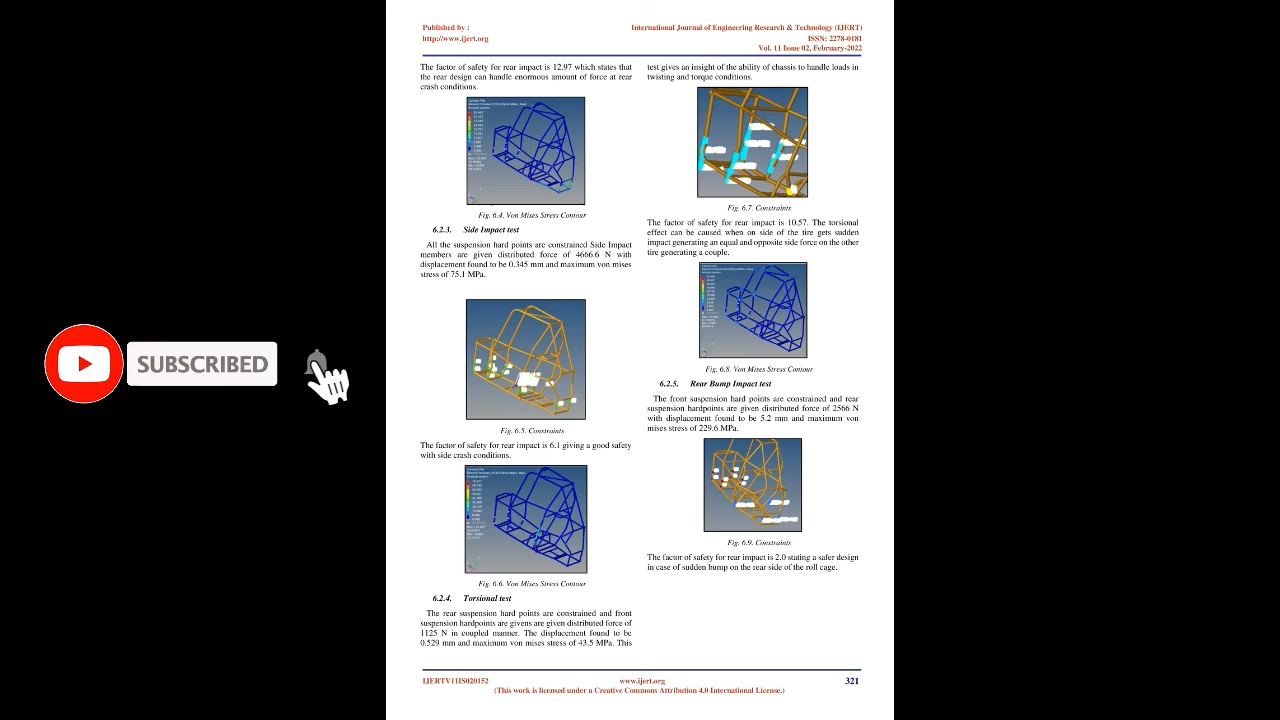 Published by :
http://www.ijert.org
International Journal of Engineering Research & Technology (IJERT)
ISSN: 2278-0181
Vol. 11 Issue 02, February-2022
The factor of safety for rear impact is 12.97 which states that
the rear design can handle enormous amount of force at rear
crash conditions.
Fig. 6.4. Von Mises Stress Contour
6.2.3. Side Impact test
All the suspension hard points are constrained Side Impact
members are given distributed force of 4666.6 N with
displacement found to be 0.345 mm and maximum von mises
stress of 75.1 MPa.
Fig. 6.5. Constraints
The factor of safety for rear impact is 6.1 giving a good safety
with side crash conditions.
Fig. 6.6. Von Mises Stress Contour
6.2.4. Torsional test
The rear suspension hard points are constrained and front
suspension hardpoints are givens are given distributed force of
1125 N in coupled manner. The displacement found to be
0.529 mm and maximum von mises stress of 43.5 MPa. This
test gives an insight of the ability of chassis to handle loads in
twisting and torque conditions.
Fig. 6.7. Constraints
The factor of safety for rear impact is 10.57. The torsional
effect can be caused when on side of the tire gets sudden
impact generating an equal and opposite side force on the other
tire generating a couple.
Fig. 6.8. Von Mises Stress Contour
6.2.5. Rear Bump Impact test
The front suspension hard points are constrained and rear
suspension hardpoints are given distributed force of 2566 N
with displacement found to be 5.2 mm and maximum von
mises stress of 229.6 MPa.
Fig. 6.9. Constraints
The factor of safety for rear impact is 2.0 stating a safer design
in case of sudden bump on the rear side of the roll cage.
IJERTV11IS020152
www.ijert.org
321
(This work is licensed under a Creative Commons Attribution 4.0 International License.)
SUBSCRIBED